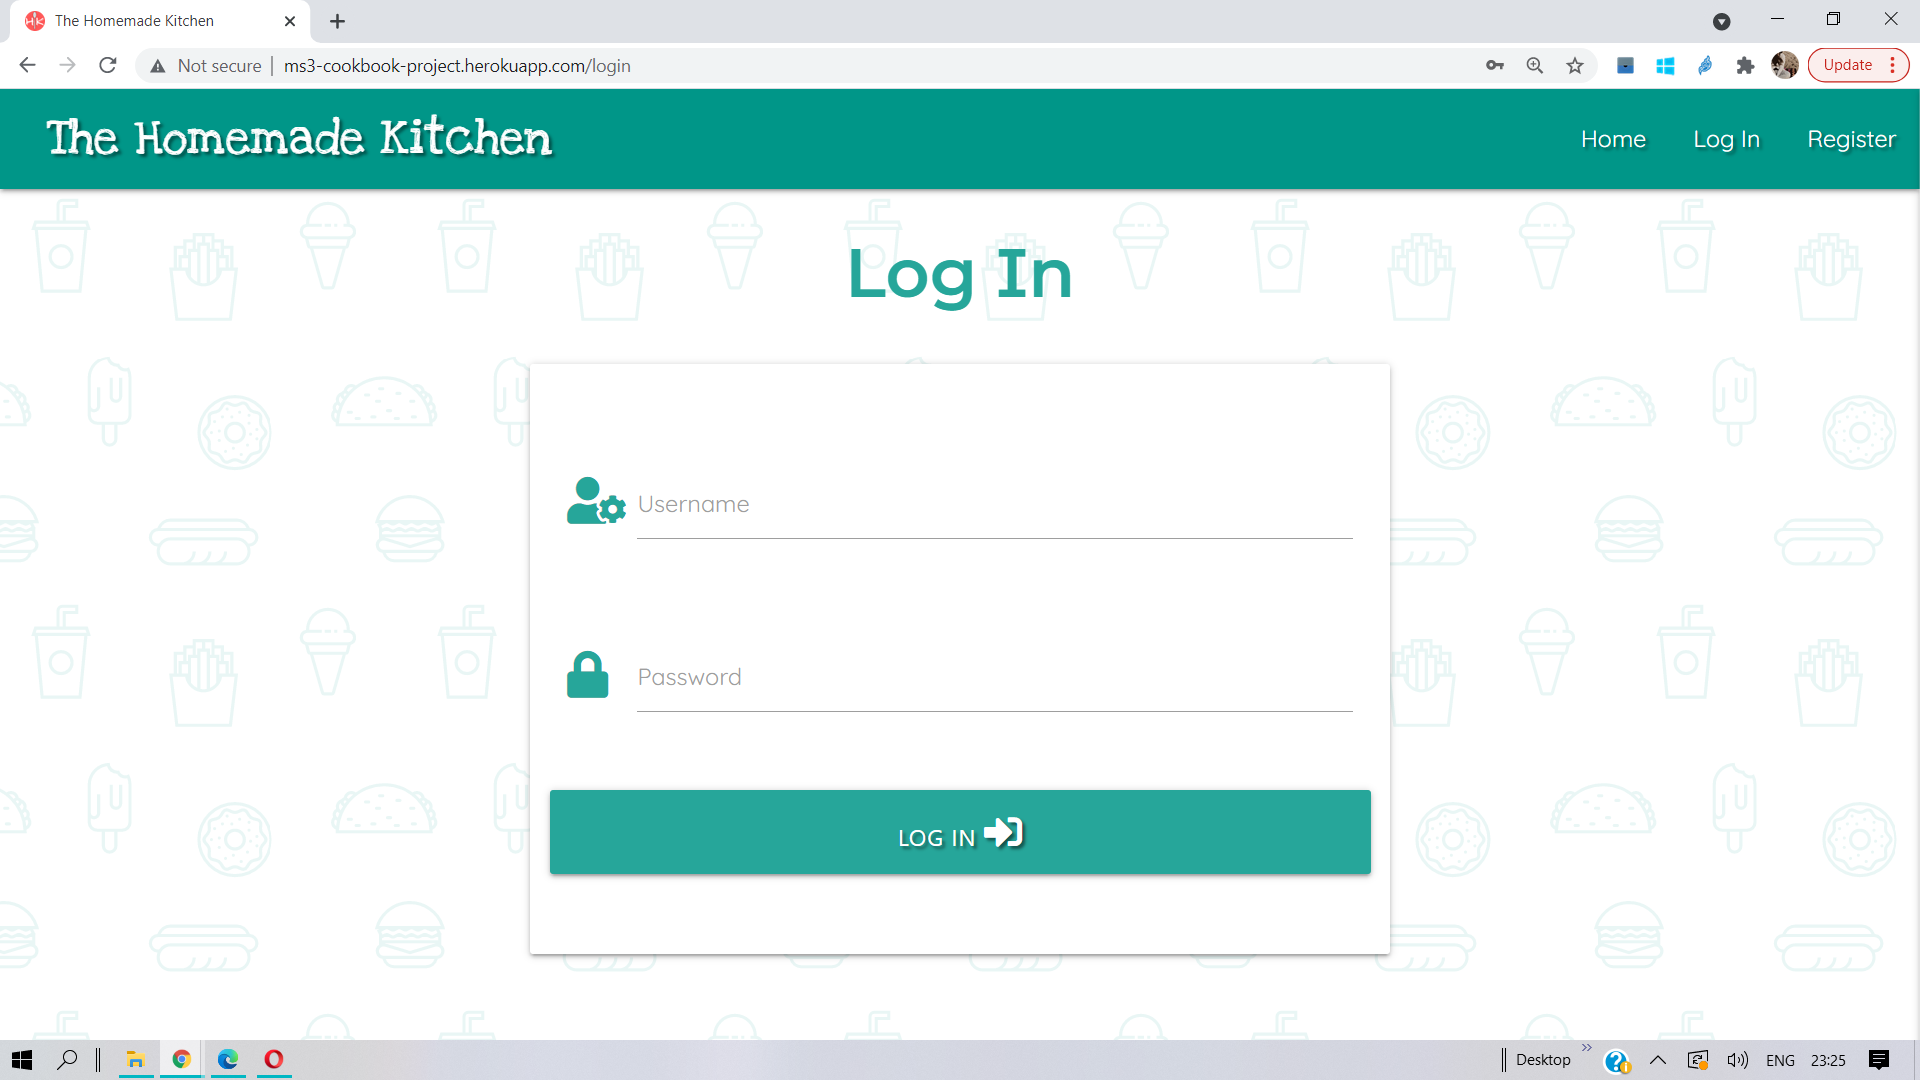 The Homemade Kitchen
Not secure
ms3-cookbook-project.herokuapp.com/login
Update
The Homemade Kitchen
Home
Log In
Register
Log In
Username
Password
LOG IN
Desktop
ENG
23:25